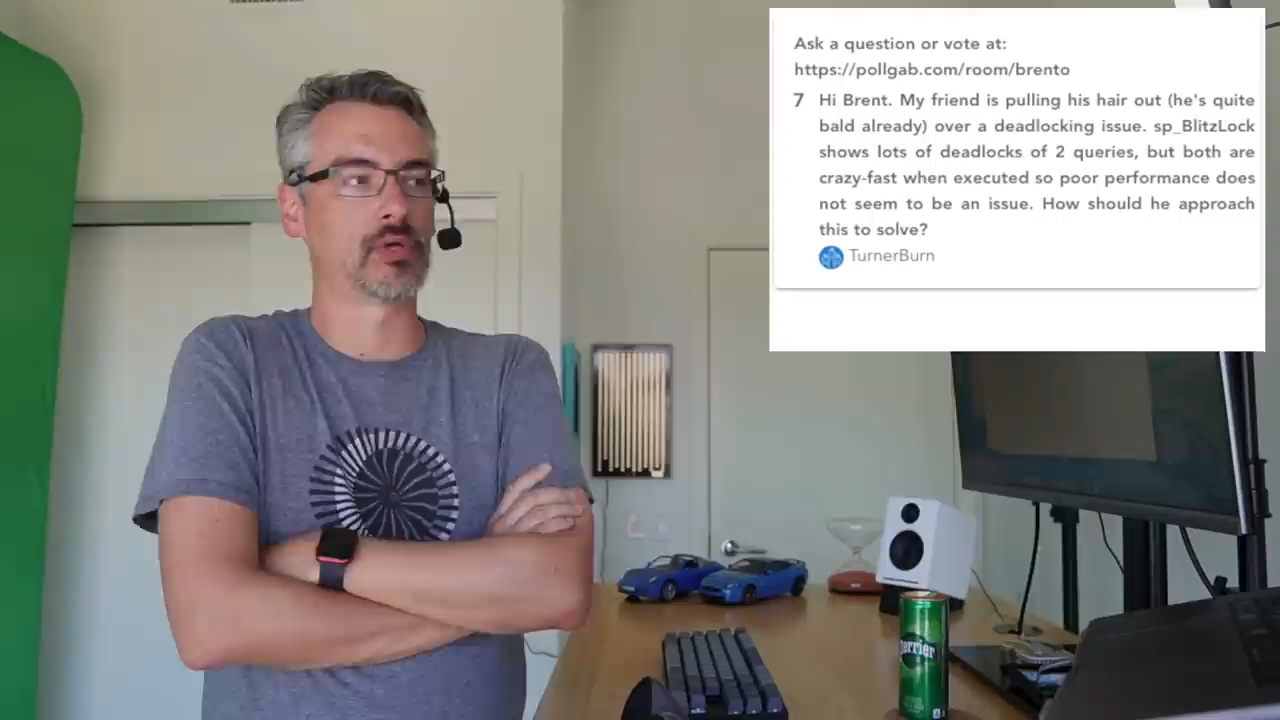 Ask a question or vote at:
https://pollgab.com/room/brento
7 Hi Brent. My friend is pulling his hair out (he's quite
bald already) over a deadlocking issue. sp_BlitzLock
shows lots of deadlocks of 2 queries, but both are
crazy-fast when executed so poor performance does
not seem to be an issue. How should he approach
this to solve?
TurnerBurn
Perrier